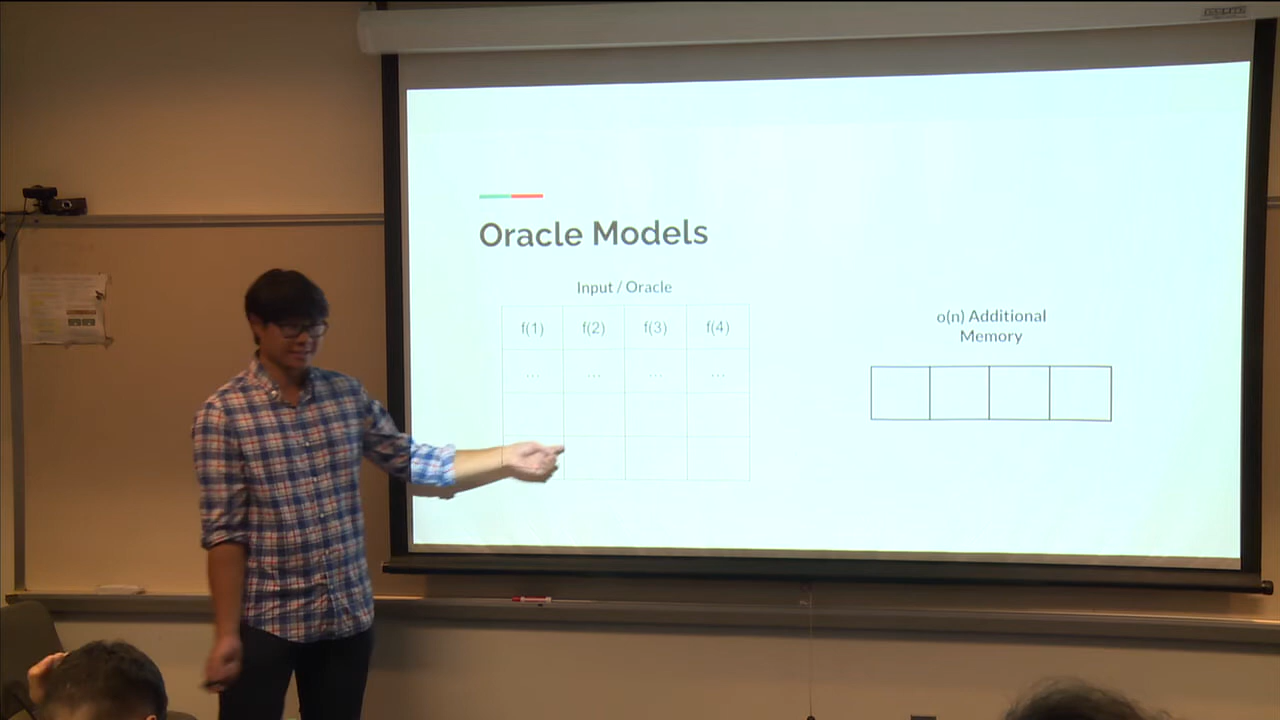 Oracle Models
Input / Oracle
f(1) f(2) f(3) f(4)
... ... ... ...
o(n) Additional
Memory